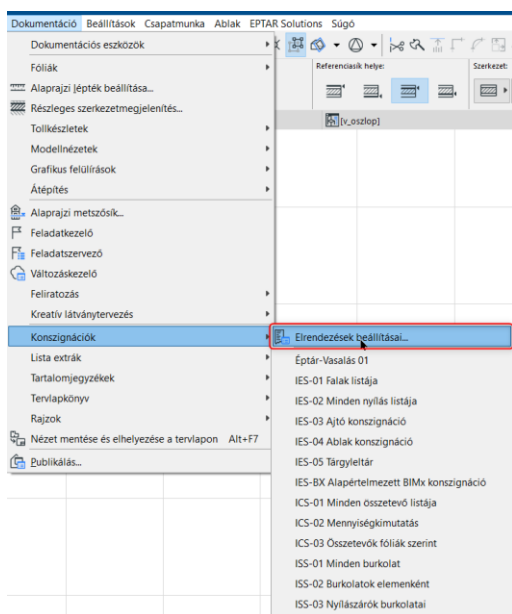 Dokumentáció Beállítások Csapatmunka Ablak EPTAR Solutions Súgó
Dokumentációs eszközök
Fóliák
Alaprajzi lépték beállítása...
Részleges szerkezetmegjelenítés...
Tollkészletek
Modellnézetek
Grafikus felülírások
Átépítés
Alaprajzi metszősík...
Feladatkezelő
Feladatszervező
Változáskezelő
Feliratozás
Kreatív látványtervezés
Konszignációk
Lista extrák
Tartalomjegyzékek
Tervlapkönyv
Rajzok
Nézet mentése és elhelyezése a tervlapon Alt+F7
Publikálás...
Referenciasík helye:
Szerkezet:
[v_oszlop]
Elrendezések beállításai...
Éptár-Vasalás 01
IES-01 Falak listája
IES-02 Minden nyílás listája
IES-03 Ajtó konszignáció
IES-04 Ablak konszignáció
IES-05 Tárgyleltár
IES-BX Alapértelmezett BIMx konszignáció
ICS-01 Minden összetevő listája
ICS-02 Mennyiségkimutatás
ICS-03 Összetevők fóliák szerint
ISS-01 Minden burkolat
ISS-02 Burkolatok elemenként
ISS-03 Nyílászárók burkolatai